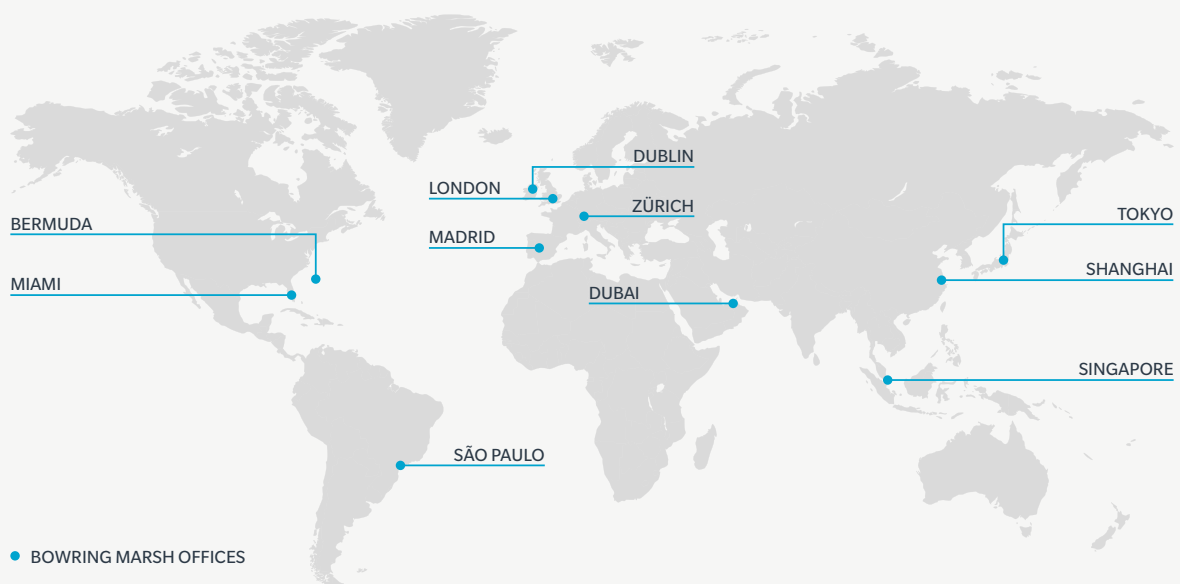 DUBLIN
LONDON
ZÜRICH
BERMUDA
TOKYO
MADRID
SHANGHAI
MIAMI
DUBAI
SINGAPORE
SÃO PAULO
BOWRING MARSH OFFICES